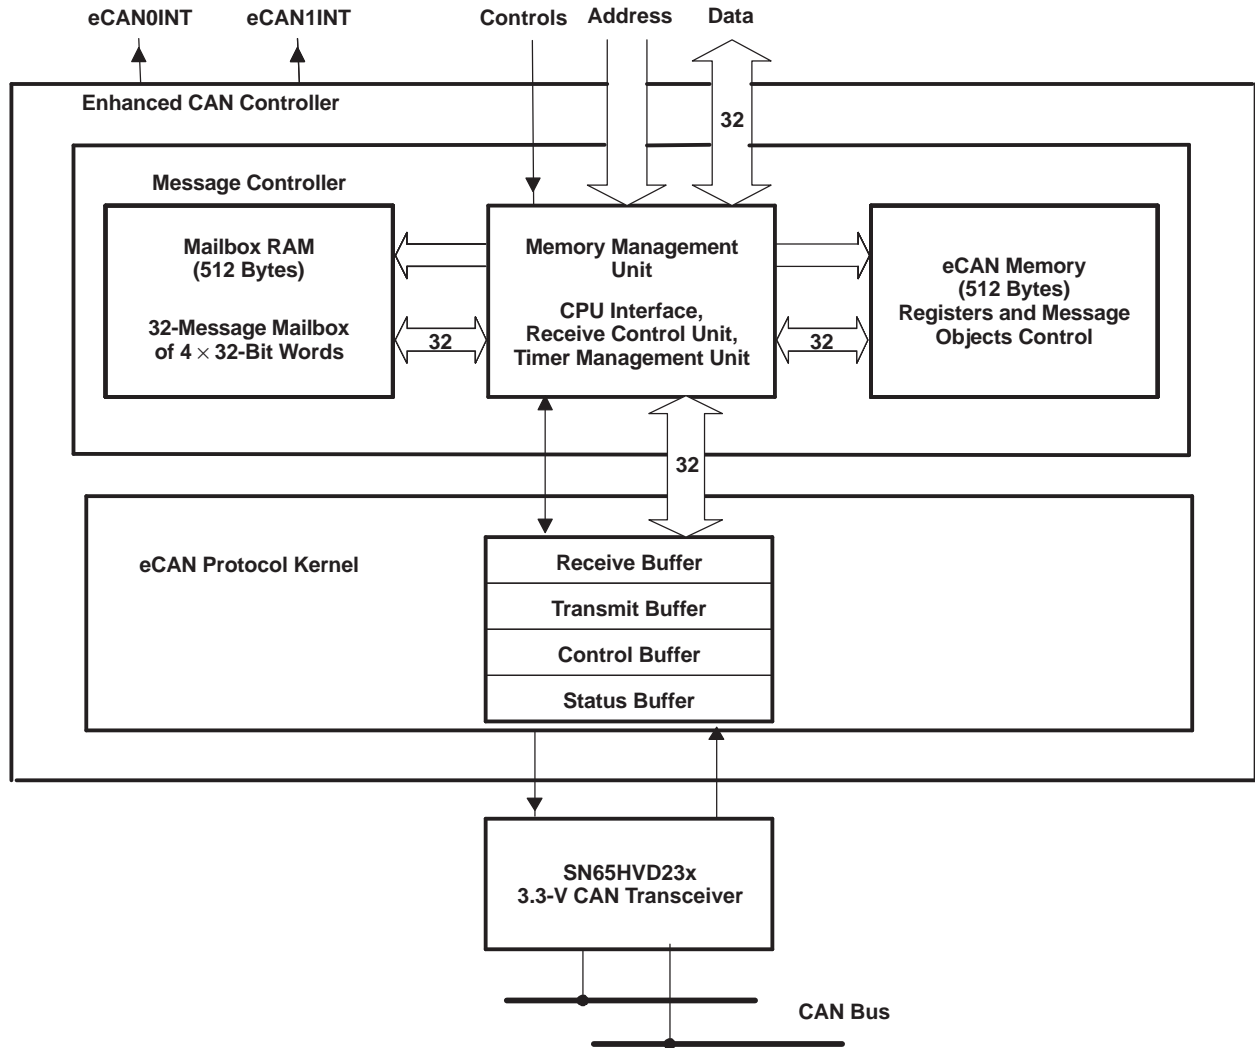 eCAN0INT
eCAN1INT
Controls
Address
Data
Enhanced CAN Controller
32
Message Controller
Mailbox RAM
(512 Bytes)
32-Message Mailbox
of 4 × 32-Bit Words
32
Memory Management
Unit
CPU Interface,
Receive Control Unit,
Timer Management Unit
32
eCAN Memory
(512 Bytes)
Registers and Message
Objects Control
32
eCAN Protocol Kernel
Receive Buffer
Transmit Buffer
Control Buffer
Status Buffer
SN65HVD23x
3.3-V CAN Transceiver
CAN Bus